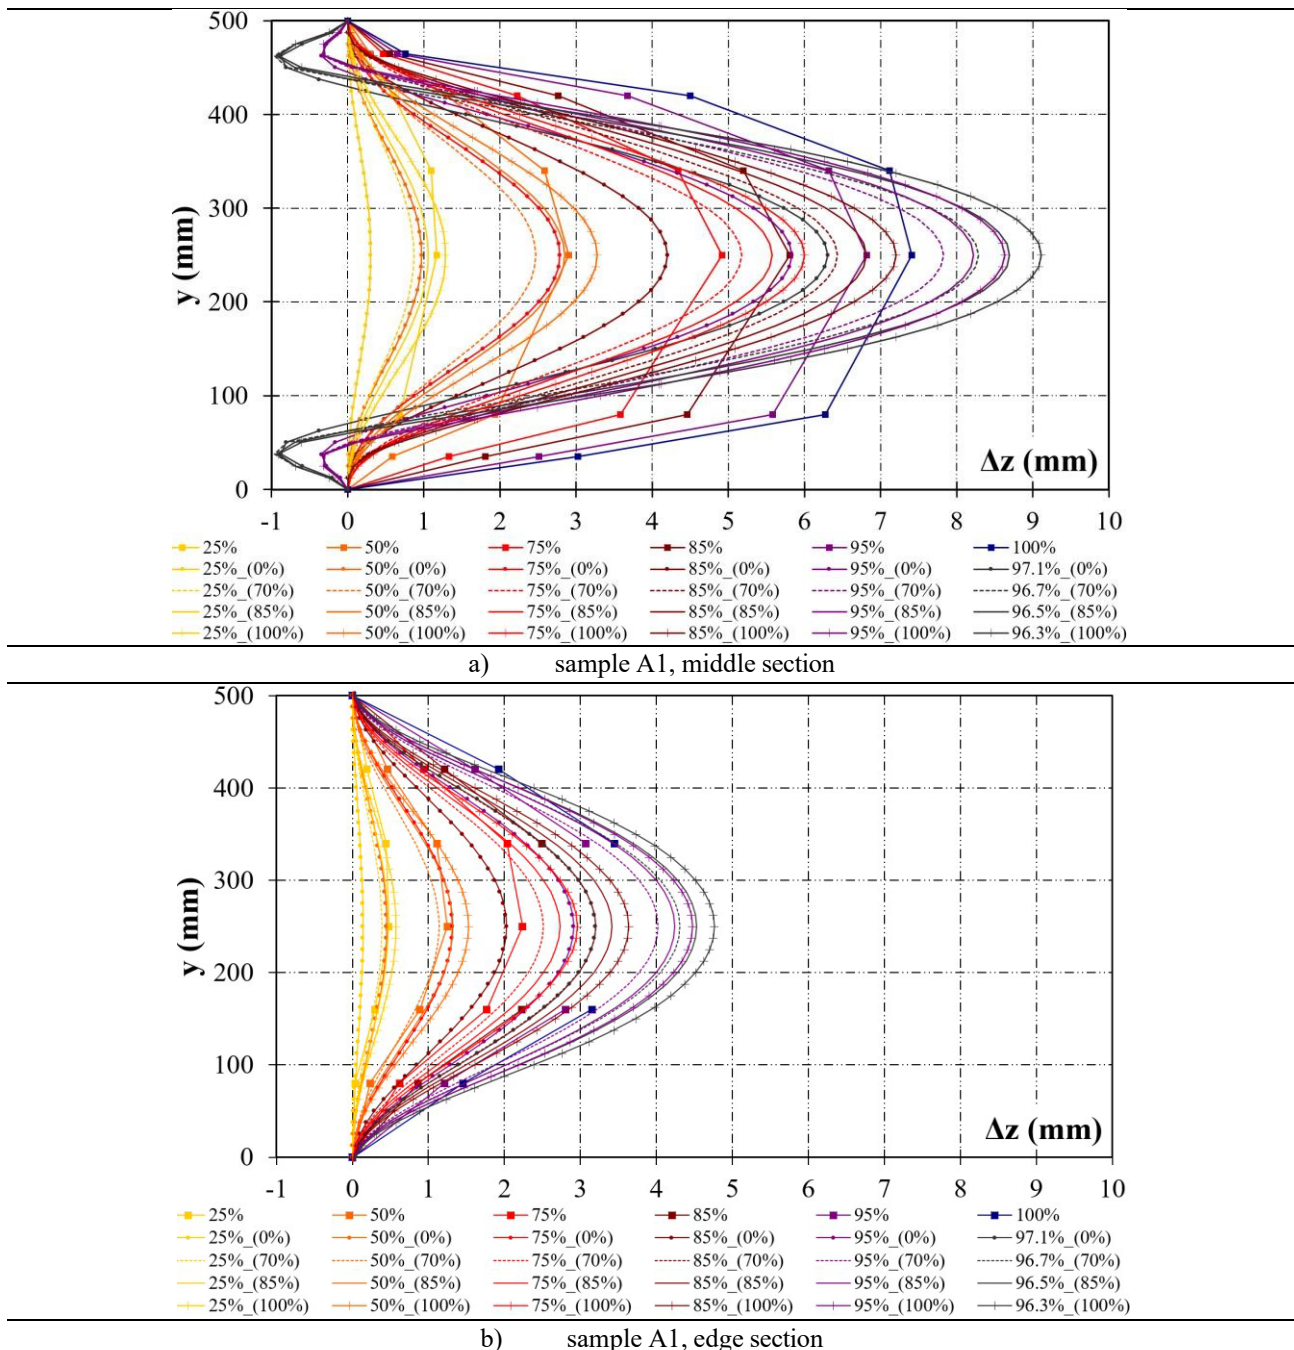 500
400
300
200
100
0
y (mm)
Δz (mm)
-1 0 1 2 3 4 5 6 7 8 9 10
25% 50% 75% 85% 95% 100%
25%_(0%) 50%_(0%) 75%_(0%) 85%_(0%) 95%_(0%) 97.1%_(0%)
25%_(70%) 50%_(70%) 75%_(70%) 85%_(70%) 95%_(70%) 96.7%_(70%)
25%_(85%) 50%_(85%) 75%_(85%) 85%_(85%) 95%_(85%) 96.5%_(85%)
25%_(100%) 50%_(100%) 75%_(100%) 85%_(100%) 95%_(100%) 96.3%_(100%)
a) sample A1, middle section
500
400
300
200
100
0
y (mm)
Δz (mm)
-1 0 1 2 3 4 5 6 7 8 9 10
25% 50% 75% 85% 95% 100%
25%_(0%) 50%_(0%) 75%_(0%) 85%_(0%) 95%_(0%) 97.1%_(0%)
25%_(70%) 50%_(70%) 75%_(70%) 85%_(70%) 95%_(70%) 96.7%_(70%)
25%_(85%) 50%_(85%) 75%_(85%) 85%_(85%) 95%_(85%) 96.5%_(85%)
25%_(100%) 50%_(100%) 75%_(100%) 85%_(100%) 95%_(100%) 96.3%_(100%)
b) sample A1, edge section